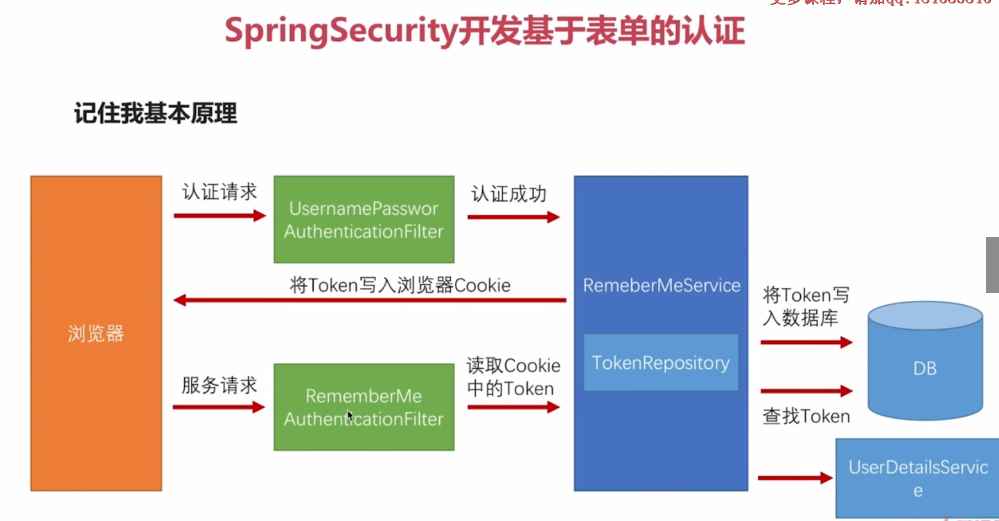 SpringSecurity开发基于表单的认证
记住我基本原理
认证请求
UsernamePasswor
AuthenticationFilter
认证成功
将Token写入浏览器Cookie
浏览器
服务请求
RememberMe
AuthenticationFilter
读取Cookie
中的Token
RemeberMeService
TokenRepository
将Token写
入数据库
DB
查找Token
UserDetailsServic
e